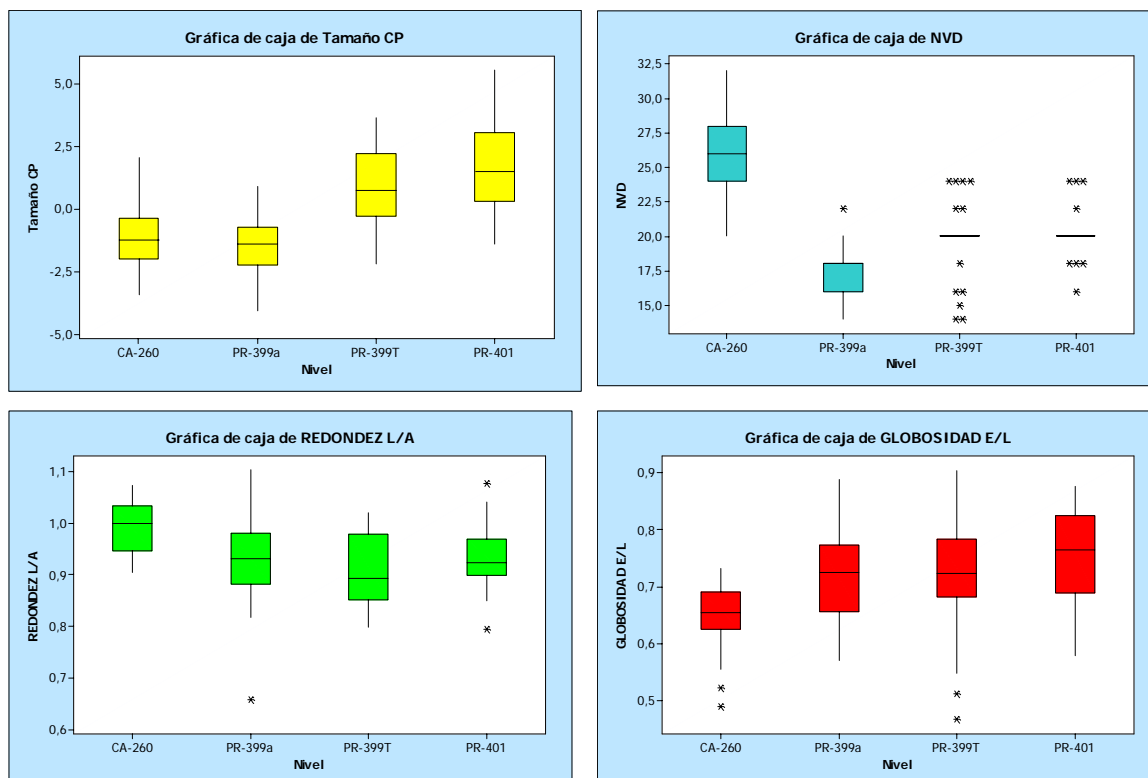 Gráfica de caja de Tamaño CP
Tamaño CP
5,0
2,5
0,0
-2,5
-5,0
CA-260 PR-399a PR-399T PR-401
Nivel
Gráfica de caja de NVD
NVD
32,5
30,0
27,5
25,0
22,5
20,0
17,5
15,0
CA-260 PR-399a PR-399T PR-401
Nivel
Gráfica de caja de REDONDEZ L/A
REDONDEZ L/A
1,1
1,0
0,9
0,8
0,7
0,6
CA-260 PR-399a PR-399T PR-401
Nivel
Gráfica de caja de GLOBOSIDAD E/L
GLOBOSIDAD E/L
0,9
0,8
0,7
0,6
0,5
CA-260 PR-399a PR-399T PR-401
Nivel